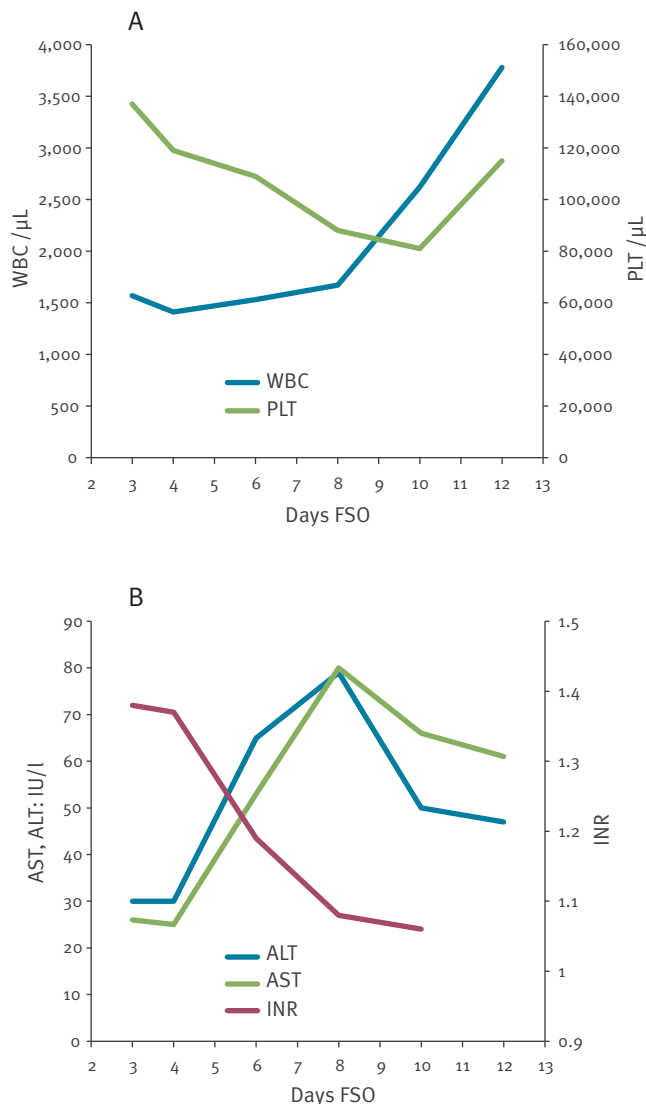 A
4,000 160,000
3,500 140,000
3,000 120,000
2,500 100,000
2,000 80,000
1,500 60,000
1,000 40,000
500 20,000
0 0
WBC /µL
PLT /µL
WBC
PLT
2 3 4 5 6 7 8 9 10 11 12 13
Days FSO
B
90 1.5
80
70 1.4
60 1.3
50
40 1.2
30 1.1
20
10 1
0 0.9
AST, ALT: IU/l
INR
ALT
AST
INR
2 3 4 5 6 7 8 9 10 11 12 13
Days FSO